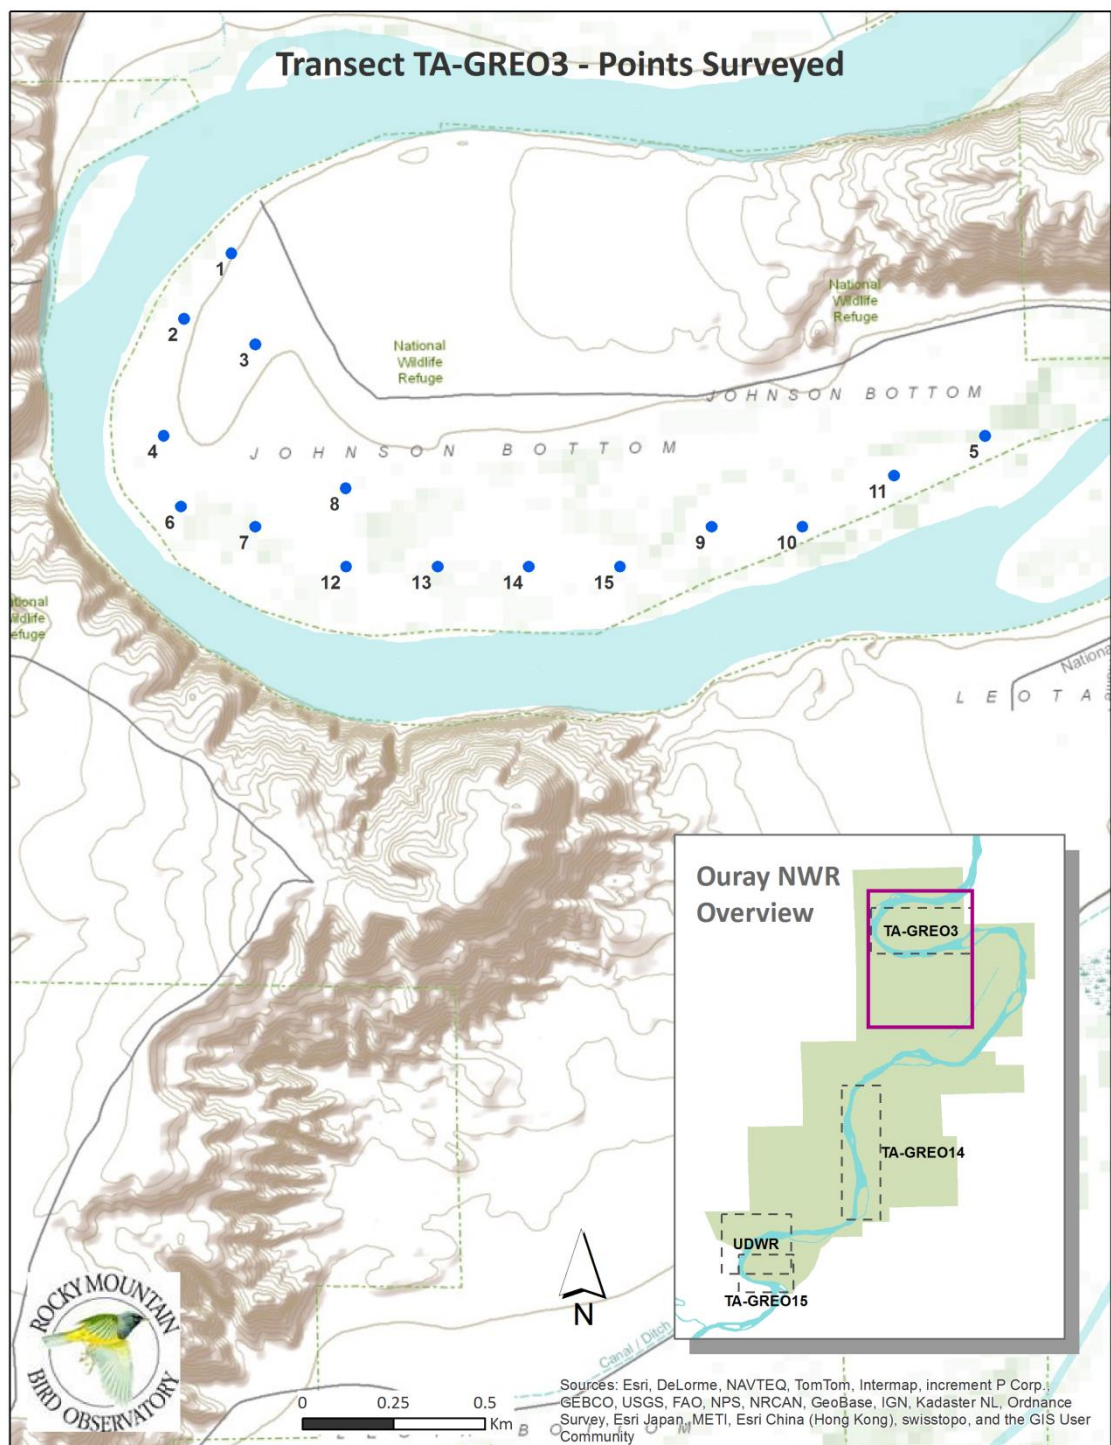 Transect TA-GREO3 - Points Surveyed
1
2
3
National
Wildlife
Refuge
National
Wildlife
Refuge
JOHNSON BOTTOM
JOHNSON BOTTOM
4
5
6
7
8
9
10
11
12
13
14
15
National
Wildlife
Refuge
National
LEOTA
Ouray NWR
Overview
TA-GREO3
TA-GREO14
UDWR
TA-GREO15
ROCKY MOUNTAIN
BIRD OBSERVATORY
N
Canal / Ditch
0 0.25 0.5
Km
Sources: Esri, DeLorme, NAVTEQ, TomTom, Intermap, increment P Corp.,
GEBCO, USGS, FAO, NPS, NRCAN, GeoBase, IGN, Kadaster NL, Ordnance
Survey, Esri Japan, METI, Esri China (Hong Kong), swisstopo, and the GIS User
Community